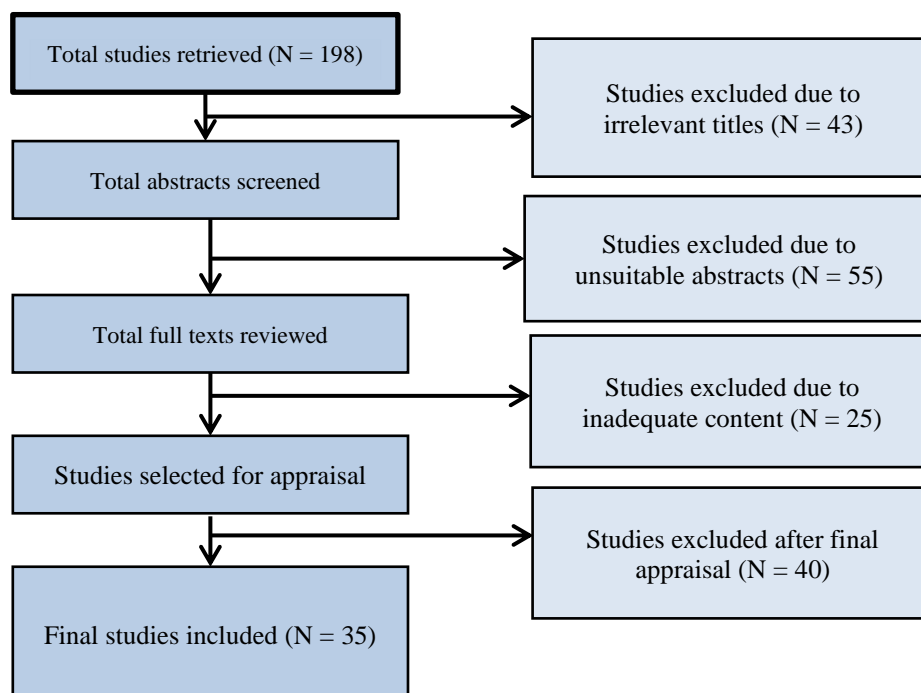 Total studies retrieved (N = 198)
Studies excluded due to
irrelevant titles (N = 43)
Total abstracts screened
Studies excluded due to
unsuitable abstracts (N = 55)
Total full texts reviewed
Studies excluded due to
inadequate content (N = 25)
Studies selected for appraisal
Studies excluded after final
appraisal (N = 40)
Final studies included (N = 35)